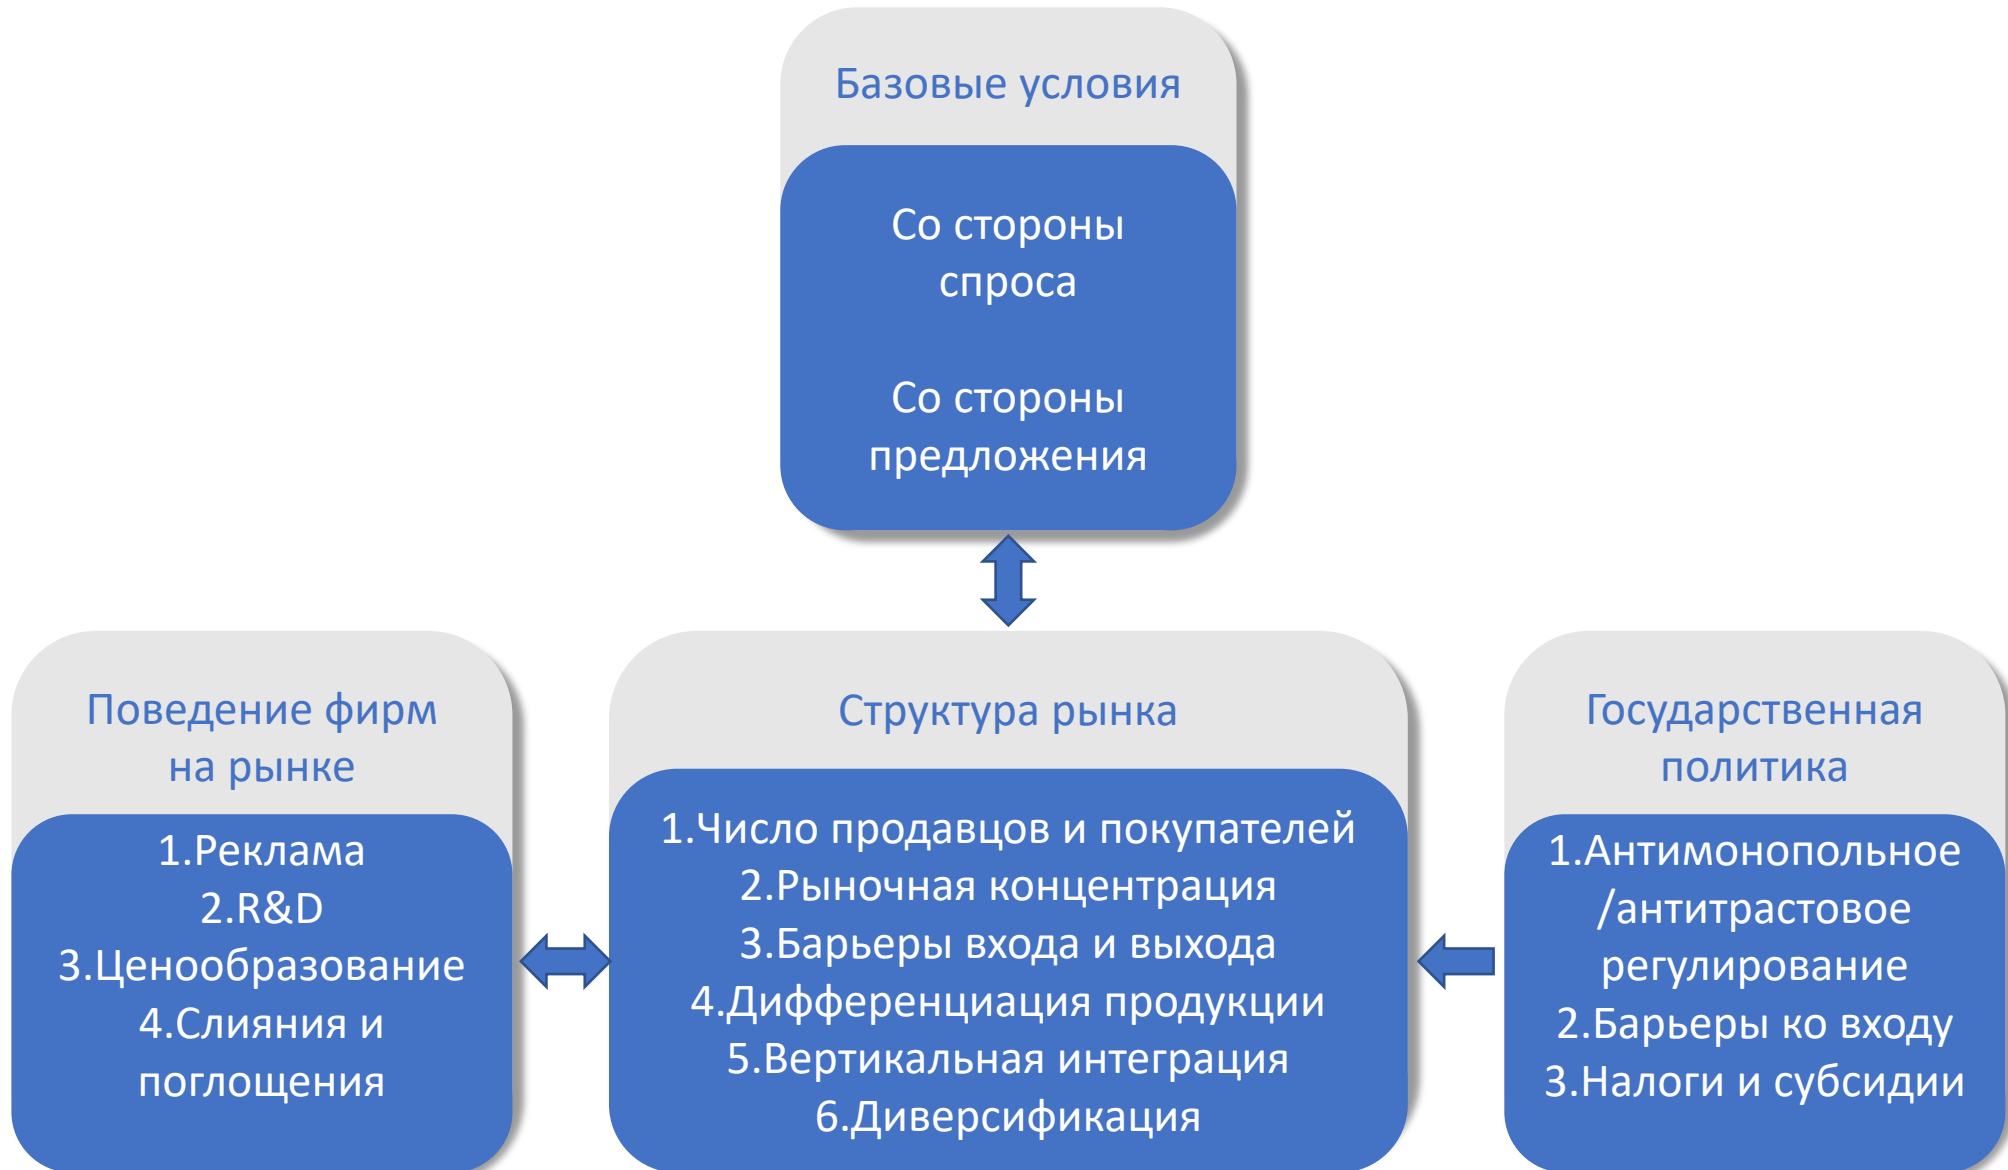 Базовые условия
Со стороны
спроса
Со стороны
предложения
Поведение фирм
на рынке
1.Реклама
2.R&D
3.Ценообразование
4.Слияния и
поглощения
Структура рынка
1.Число продавцов и покупателей
2.Рыночная концентрация
3.Барьеры входа и выхода
4.Дифференциация продукции
5.Вертикальная интеграция
6.Диверсификация
Государственная
политика
1.Антимонопольное
/антитрастовое
регулирование
2.Барьеры ко входу
3.Налоги и субсидии